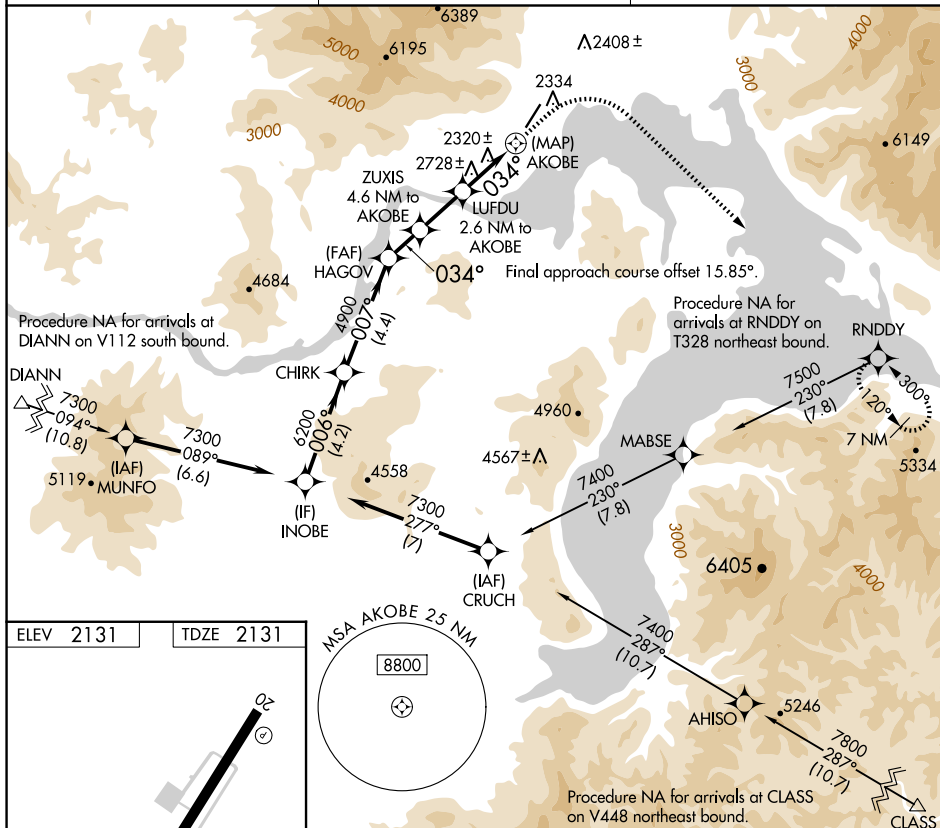 6389
6195
2408 ±
5000
4000
3000
4000
3000
2334
6149
2320 ±
(MAP)
AKOBE
2728 ±
034°
ZUXIS
4.6 NM to
AKOBE
LUFDU
2.6 NM to
AKOBE
(FAF)
HAGOV
034°
Final approach course offset 15.85°.
4684
Procedure NA for arrivals at
DIANN on V112 south bound.
4900
007°
(4.4)
Procedure NA for
arrivals at RNDDY on
T328 northeast bound.
RNDDY
CHIRK
7500
230°
(7.8)
300°
120°
7 NM
DIANN
7300
094°
(10.8)
7300
089°
(6.6)
6200
006°
(4.2)
4960
MABSE
5334
(IAF)
MUNFO
5119
4558
4567 ±
7400
230°
(7.8)
(IF)
INOBE
7300
277°
(7)
3000
6405
4000
(IAF)
CRUCH
ELEV 2131
TDZE 2131
MSA AKOBE 25 NM
8800
7400
287°
(10.7)
20
AHISO
5246
7800
287°
(10.7)
Procedure NA for arrivals at CLASS
on V448 northeast bound.
CLASS